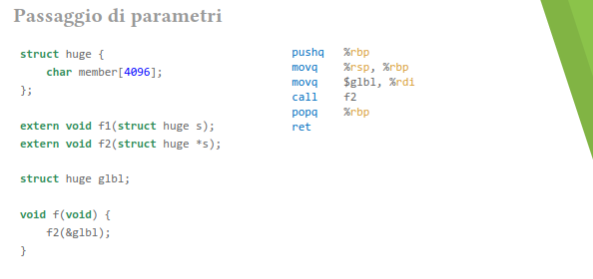 Passaggio di parametri
struct huge {
    char member[4096];
};
extern void f1(struct huge s);
extern void f2(struct huge *s);
struct huge glbl;
void f(void) {
    f2(&glbl);
}
pushq %rbp
movq %rsp, %rbp
movq $glbl, %rdi
call f2
popq %rbp
ret